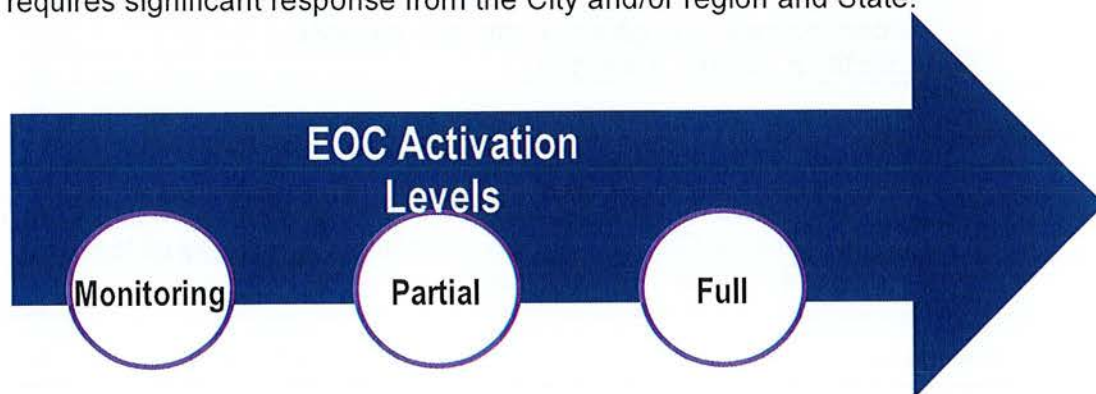 requires significant response from the City and/or region and State.
EOC Activation
Levels
Monitoring
Partial
Full